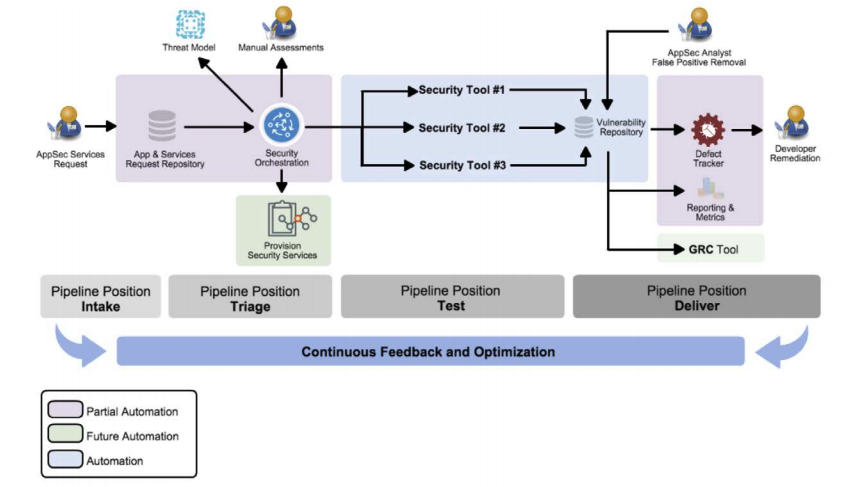 Threat Model
Manual Assessments
AppSec Analyst
False Positive Removal
AppSec Services
Request
App & Services
Request Repository
Security
Orchestration
Security Tool #1
Security Tool #2
Security Tool #3
Vulnerability
Repository
Defect
Tracker
Developer
Remediation
Reporting &
Metrics
Provision
Security Services
GRC Tool
Pipeline Position
Intake
Pipeline Position
Triage
Pipeline Position
Test
Pipeline Position
Deliver
Continuous Feedback and Optimization
Partial Automation
Future Automation
Automation